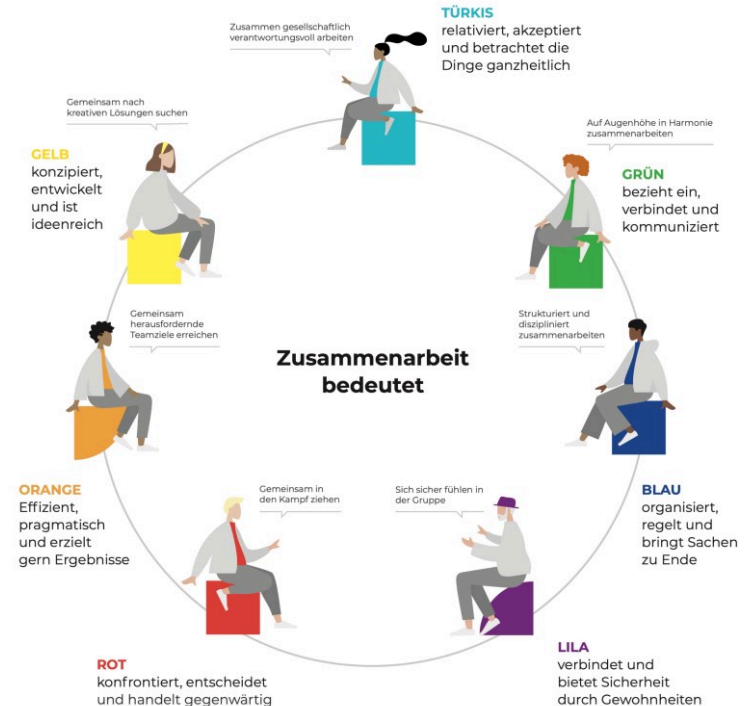 Zusammen gesellschaftlich
verantwortungsvoll arbeiten
TÜRKIS
relativiert, akzeptiert
und betrachtet die
Dinge ganzheitlich
Gemeinsam nach
kreativen Lösungen suchen
GELB
konzipiert,
entwickelt
und ist
ideenreich
Auf Augenhöhe in Harmonie
zusammenarbeiten
GRÜN
bezieht ein,
verbindet und
kommuniziert
Gemeinsam
herausfordernde
Teamziele erreichen
Strukturiert und
diszipliniert
zusammenarbeiten
Zusammenarbeit
bedeutet
ORANGE
Effizient,
pragmatisch
und erzielt
gern Ergebnisse
Gemeinsam in
den Kampf ziehen
Sich sicher fühlen in
der Gruppe
BLAU
organisiert,
regelt und
bringt Sachen
zu Ende
ROT
konfrontiert, entscheidet
und handelt gegenwärtig
LILA
verbindet und
bietet Sicherheit
durch Gewohnheiten